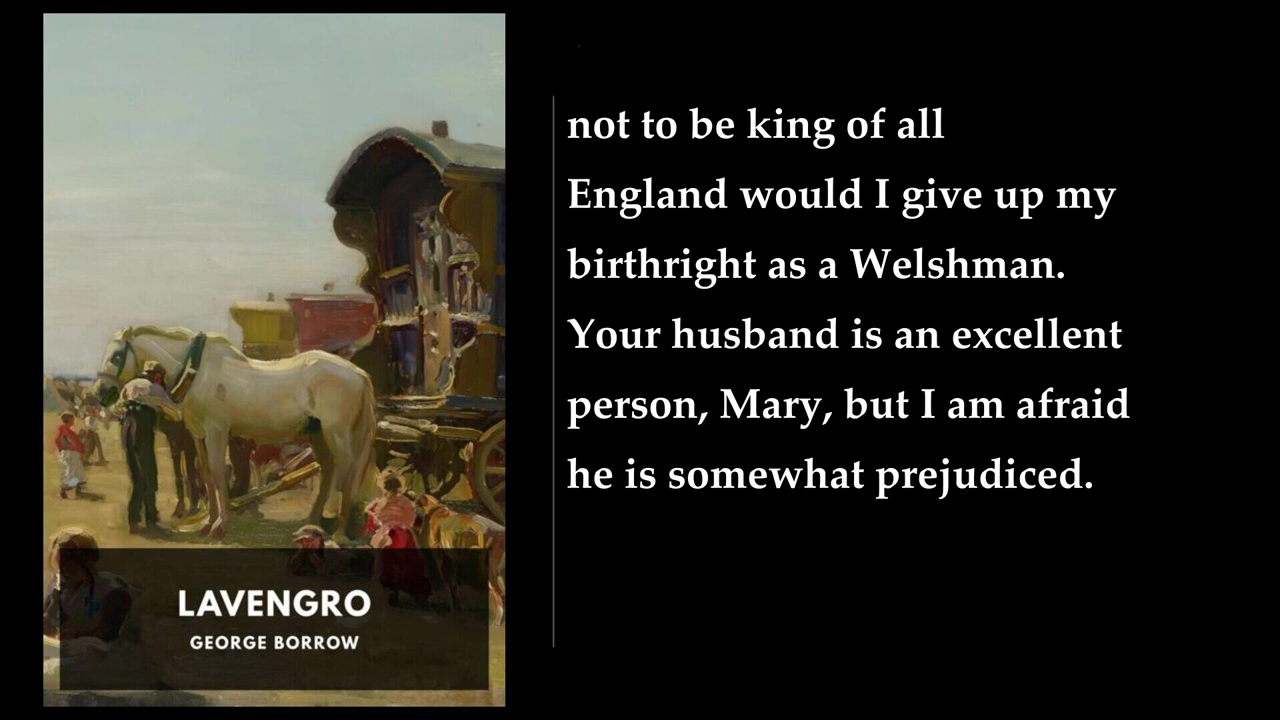 not to be king of all
England would I give up my
birthright as a Welshman.
Your husband is an excellent
person, Mary, but I am afraid
he is somewhat prejudiced.
LAVENGRO
GEORGE BORROW